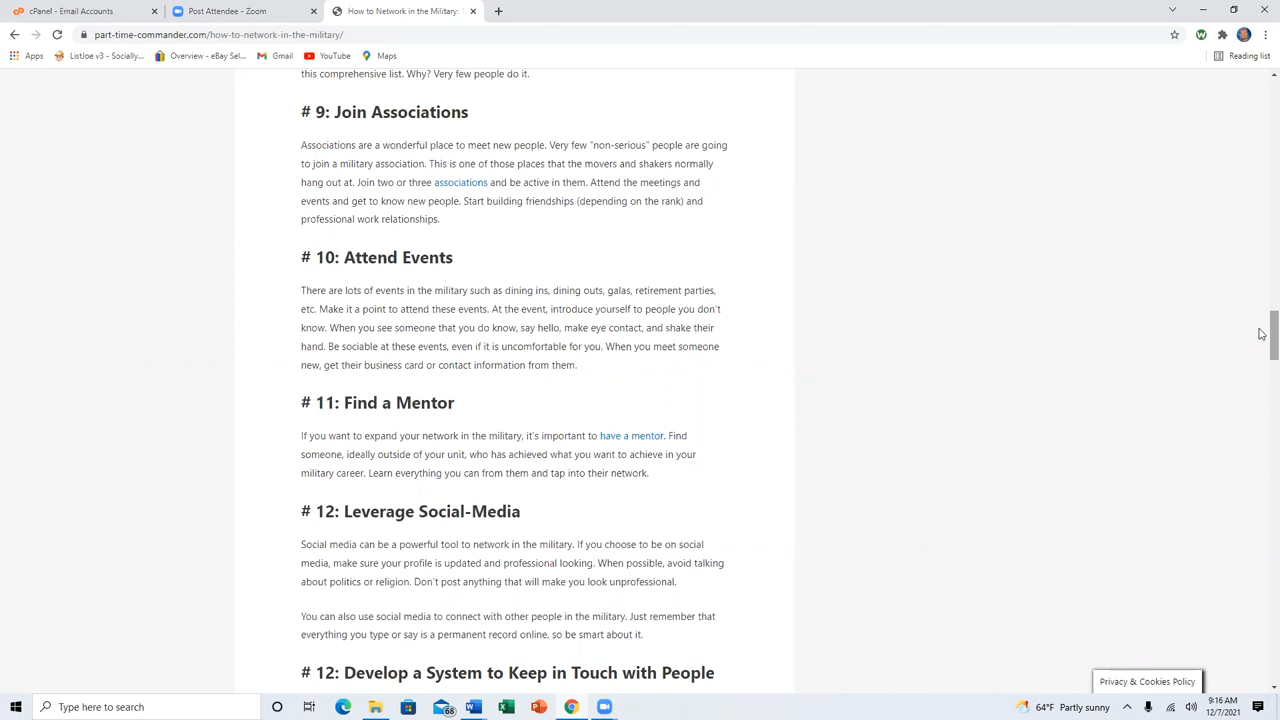 cPanel - Email Accounts
Post Attendee - Zoom
How to Network in the Military:
part-time-commander.com/how-to-network-in-the-military/
Apps
ListJoe v3 - Socially...
Overview - eBay Sel...
Gmail
YouTube
Maps
Reading list
this comprehensive list. Why? Very few people do it.
# 9: Join Associations
Associations are a wonderful place to meet new people. Very few “non-serious” people are going
to join a military association. This is one of those places that the movers and shakers normally
hang out at. Join two or three associations and be active in them. Attend the meetings and
events and get to know new people. Start building friendships (depending on the rank) and
professional work relationships.
# 10: Attend Events
There are lots of events in the military such as dining ins, dining outs, galas, retirement parties,
etc. Make it a point to attend these events. At the event, introduce yourself to people you don’t
know. When you see someone that you do know, say hello, make eye contact, and shake their
hand. Be sociable at these events, even if it is uncomfortable for you. When you meet someone
new, get their business card or contact information from them.
# 11: Find a Mentor
If you want to expand your network in the military, it’s important to have a mentor. Find
someone, ideally outside of your unit, who has achieved what you want to achieve in your
military career. Learn everything you can from them and tap into their network.
# 12: Leverage Social-Media
Social media can be a powerful tool to network in the military. If you choose to be on social
media, make sure your profile is updated and professional looking. When possible, avoid talking
about politics or religion. Don’t post anything that will make you look unprofessional.
You can also use social media to connect with other people in the military. Just remember that
everything you type or say is a permanent record online, so be smart about it.
# 12: Develop a System to Keep in Touch with People
Privacy & Cookies Policy
Type here to search
68
64°F Partly sunny
9:16 AM
12/7/2021